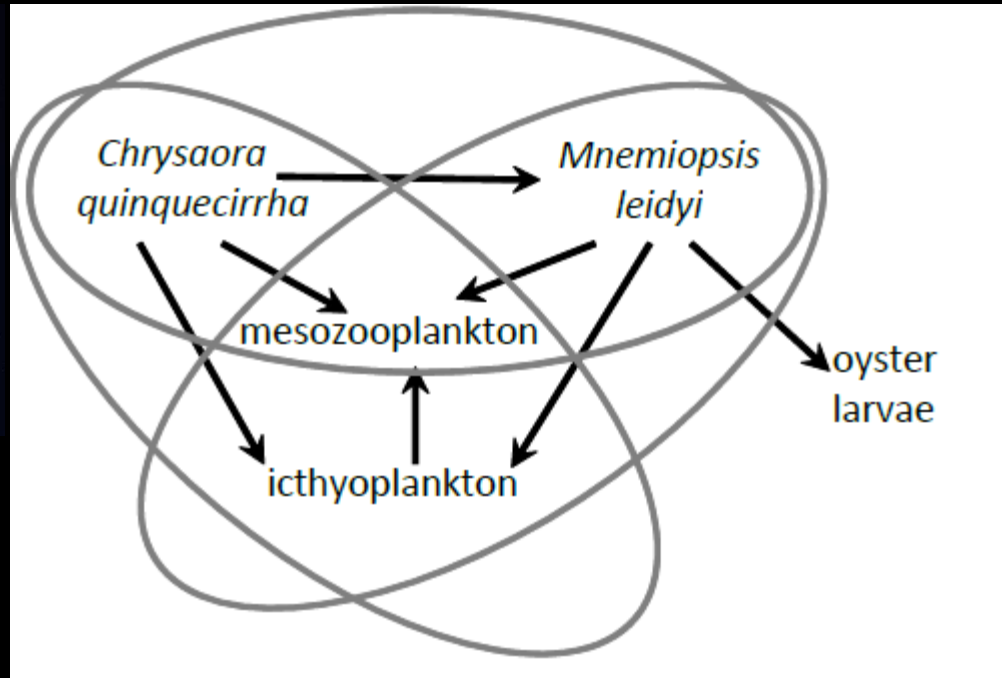 Chrysaora
quinquecirrha
Mnemiopsis
leidyi
mesozooplankton
oyster
larvae
icthyoplankton